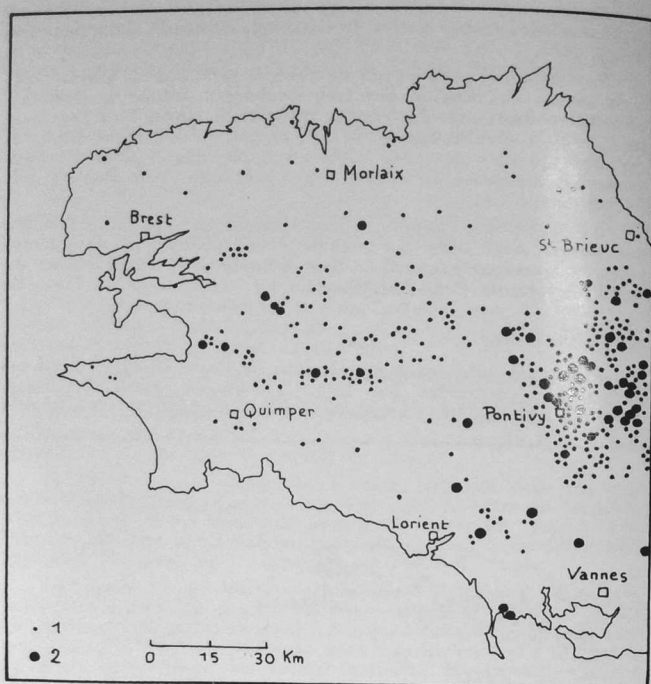 Morlaix
Brest
St-Brieuc
Quimper
Pontivy
Lorient
Vannes
1
2
0 15 30 Km